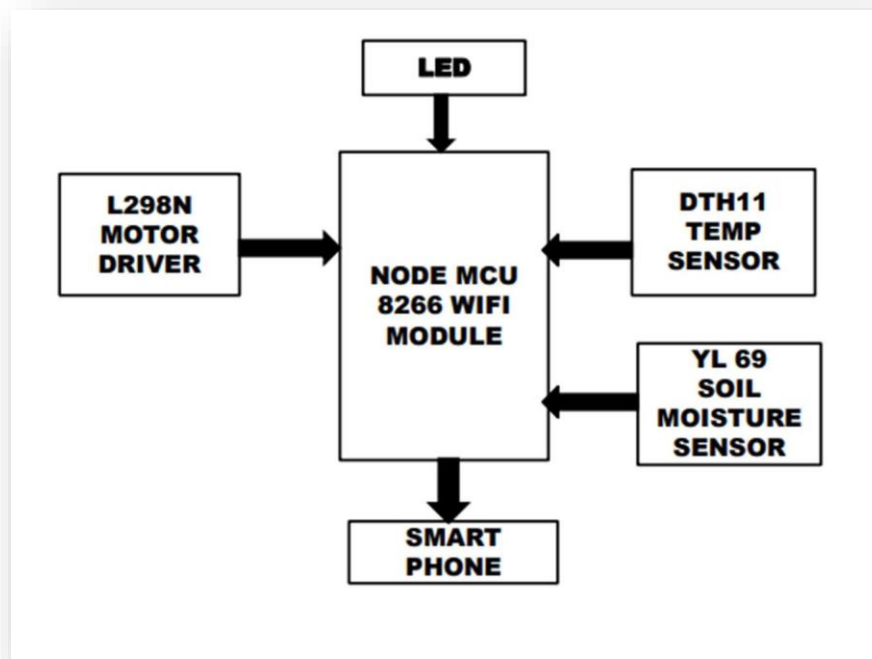 LED
L298N
MOTOR
DRIVER
NODE MCU
8266 WIFI
MODULE
DTH11
TEMP
SENSOR
YL 69
SOIL
MOISTURE
SENSOR
SMART
PHONE